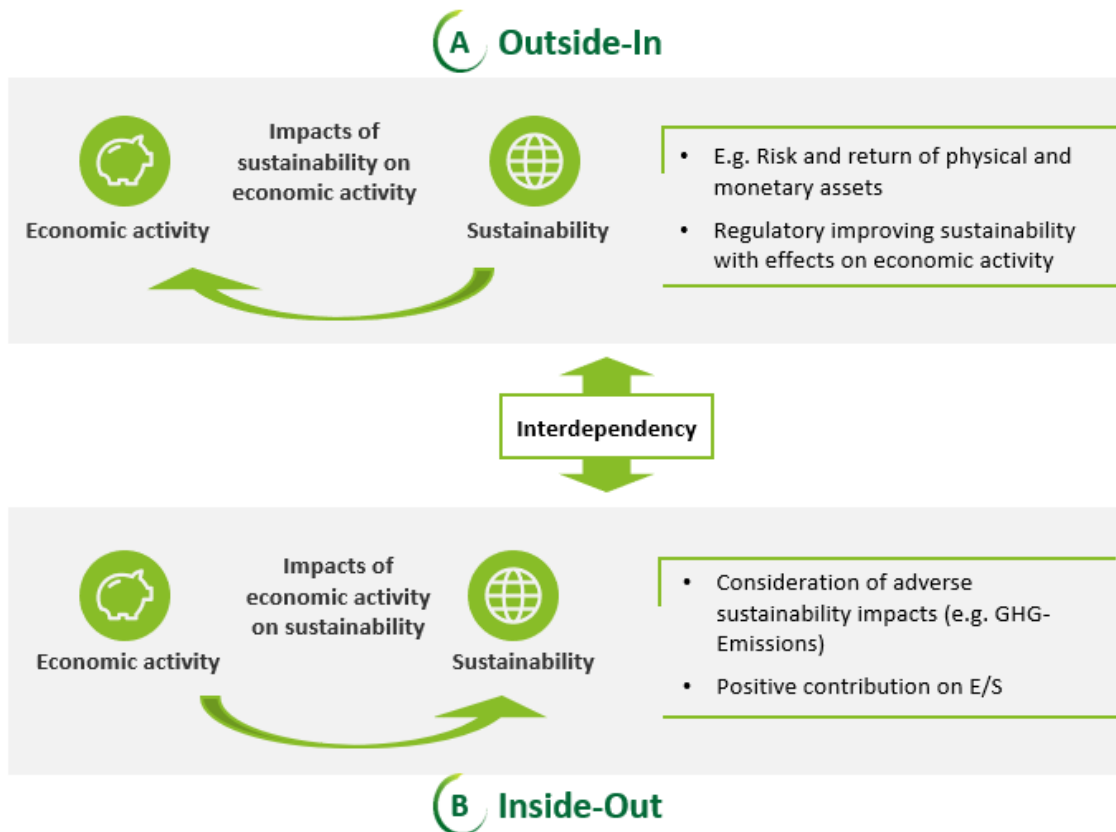 A Outside-In
Impacts of
sustainability on
economic activity
Economic activity
Sustainability
• E.g. Risk and return of physical and
monetary assets
• Regulatory improving sustainability
with effects on economic activity
Interdependency
Impacts of
economic activity
on sustainability
Economic activity
Sustainability
• Consideration of adverse
sustainability impacts (e.g. GHG-
Emissions)
• Positive contribution on E/S
B Inside-Out